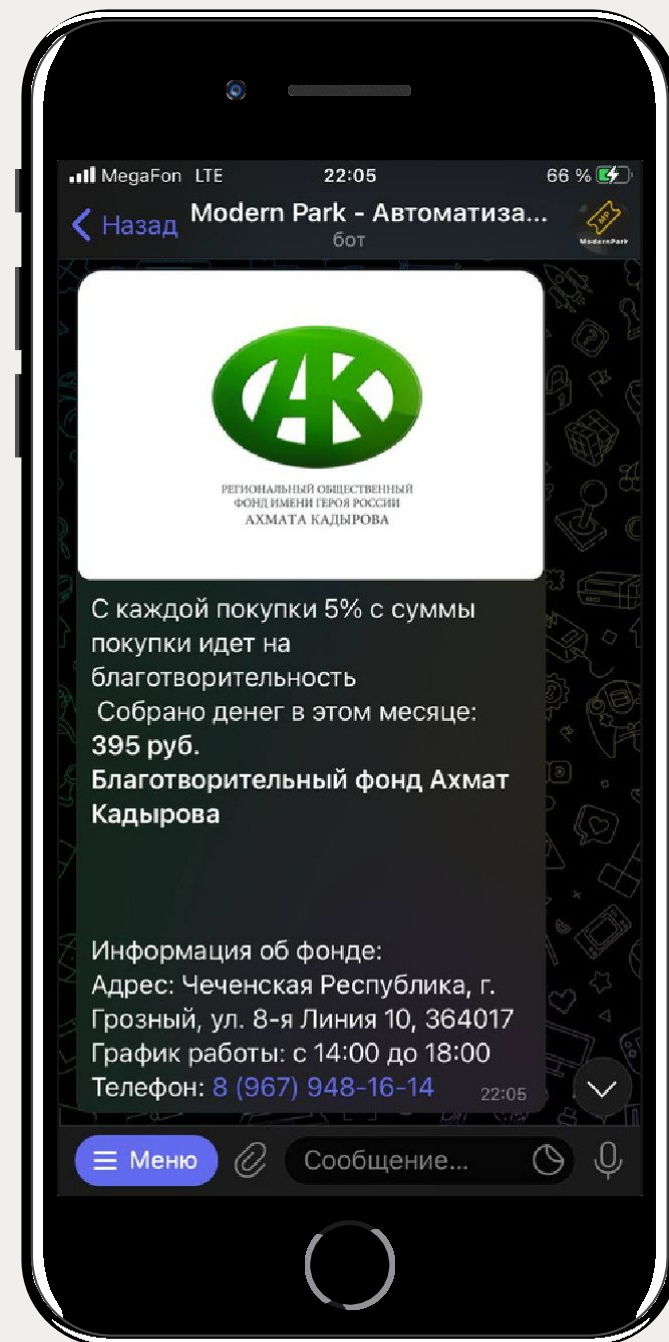 MegaFon LTE 22:05 66 %
Назад Modern Park - Автоматиза...
бот
MP
ModernPark
АК
РЕГИОНАЛЬНЫЙ ОБЩЕСТВЕННЫЙ
ФОНД ИМЕНИ ГЕРОЯ РОССИИ
АХМАТА КАДЫРОВА
С каждой покупки 5% с суммы
покупки идет на
благотворительность
Собрано денег в этом месяце:
395 руб.
Благотворительный фонд Ахмат
Кадырова
Информация об фонде:
Адрес: Чеченская Республика, г.
Грозный, ул. 8-я Линия 10, 364017
График работы: с 14:00 до 18:00
Телефон: 8 (967) 948-16-14 22:05
Меню Сообщение...